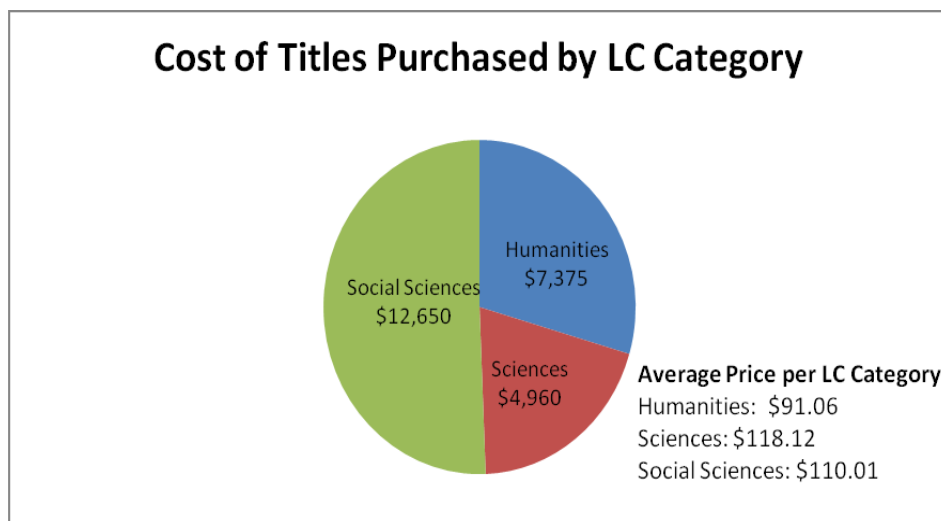 Cost of Titles Purchased by LC Category
Humanities
$7,375
Social Sciences
$12,650
Sciences
$4,960
Average Price per LC Category
Humanities:  $91.06
Sciences: $118.12
Social Sciences: $110.01